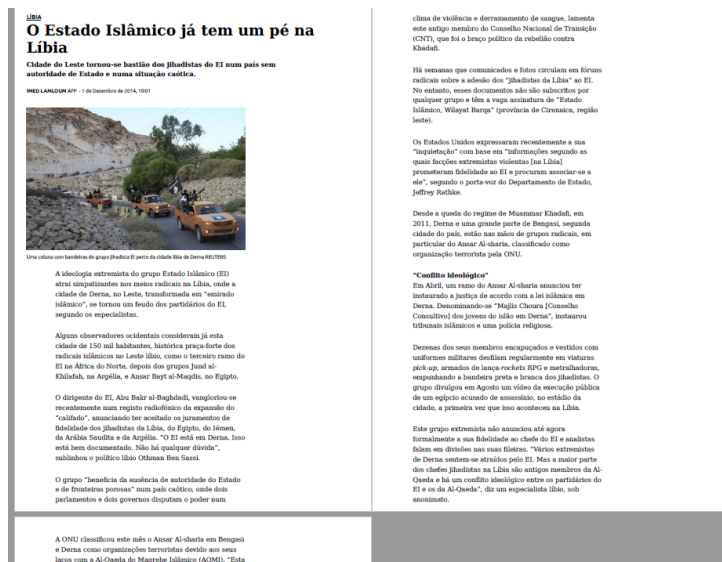 LÍBIA
O Estado Islâmico já tem um pé na
Líbia
Cidade do Leste tornou-se bastião dos jihadistas do EI num país sem
autoridade de Estado e numa situação caótica.
IMED LAMLOUM AFP - 1 de Dezembro de 2014, 10:01
Uma coluna com bandeiras do grupo jihadista EI perto da cidade líbia de Derna REUTERS
A ideologia extremista do grupo Estado Islâmico (EI)
atrai simpatizantes nos meios radicais na Líbia, onde a
cidade de Derna, no Leste, transformada em “emirado
islâmico”, se tornou um feudo dos partidários do EI,
segundo os especialistas.
Alguns observadores ocidentais consideram já esta
cidade de 150 mil habitantes, histórica praça-forte dos
radicais islâmicos no Leste líbio, como o terceiro ramo do
EI na África do Norte, depois dos grupos Jund al-
Khilafah, na Argélia, e Ansar Bayt al-Maqdis, no Egipto.
O dirigente do EI, Abu Bakr al-Baghdadi, vangloriou-se
recentemente num registo radiofónico da expansão do
“califado”, anunciando ter aceitado os juramentos de
fidelidade dos jihadistas da Líbia, do Egipto, do Iémen,
da Arábia Saudita e da Argélia. “O EI está em Derna. Isso
está bem documentado. Não há qualquer dúvida”,
sublinhou o político líbio Othman Ben Sassi.
O grupo “beneficia da ausência de autoridade do Estado
e de fronteiras porosas” num país caótico, onde dois
parlamentos e dois governos disputam o poder num
clima de violência e derramamento de sangue, lamenta
este antigo membro do Conselho Nacional de Transição
(CNT), que foi o braço político da rebelião contra
Khadafi.
Há semanas que comunicados e fotos circulam em fóruns
radicais sobre a adesão dos “jihadistas da Líbia” ao EI.
No entanto, esses documentos não são subscritos por
qualquer grupo e têm a vaga assinatura de “Estado
Islâmico, Wilayat Barqa” (província de Cirenaica, região
leste).
Os Estados Unidos expressaram recentemente a sua
“inquietação” com base em “informações segundo as
quais facções extremistas violentas [na Líbia]
prometeram fidelidade ao EI e procuram associar-se a
ele”, segundo o porta-voz do Departamento de Estado,
Jeffrey Rathke.
Desde a queda do regime de Muammar Khadafi, em
2011, Derna e uma grande parte de Bengasi, segunda
cidade do país, estão nas mãos de grupos radicais, em
particular do Ansar Al-sharia, classificado como
organização terrorista pela ONU.
“Conflito ideológico”
Em Abril, um ramo do Ansar Al-sharia anunciou ter
instaurado a justiça de acordo com a lei islâmica em
Derna. Denominando-se “Majlis Choura [Conselho
Consultivo] dos jovens do islão em Derna”, instaurou
tribunais islâmicos e uma polícia religiosa.
Dezenas dos seus membros encapuçados e vestidos com
uniformes militares desfilam regularmente em viaturas
pick-up, armados de lança-rockets RPG e metralhadoras,
empunhando a bandeira preta e branca dos jihadistas. O
grupo divulgou em Agosto um vídeo da execução pública
de um egípcio acusado de assassínio, no estádio da
cidade, a primeira vez que isso aconteceu na Líbia.
Este grupo extremista não anunciou até agora
formalmente a sua fidelidade ao chefe do EI e analistas
falam em divisões nas suas fileiras. “Vários extremistas
de Derna sentem-se atraídos pelo EI. Mas a maior parte
dos chefes jihadistas na Líbia são antigos membros da Al-
Qaeda e há um conflito ideológico entre os partidários do
EI e os da Al-Qaeda”, diz um especialista líbio, sob
anonimato.
A ONU classificou este mês o Ansar Al-sharia em Bengasi
e Derna como organizações terroristas devido aos seus
laços com a Al-Qaeda do Magrebe Islâmico (AQMI). “Esta